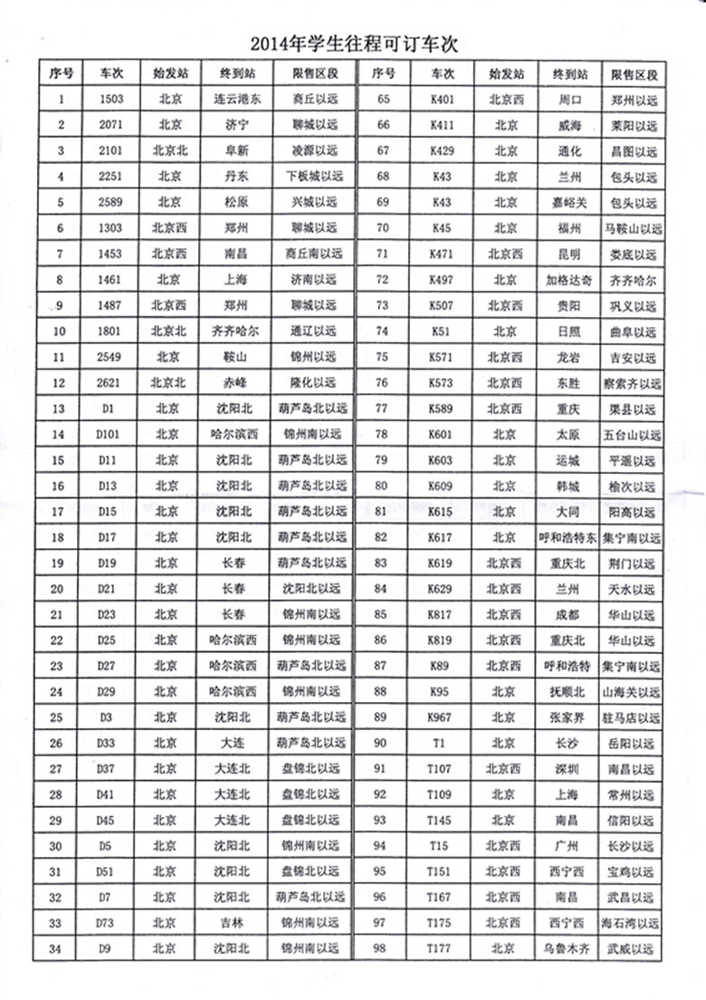 2014年学生往程可订车次
序号 车次 始发站 终到站 限售区段 序号 车次 始发站 终到站 限售区段
1 1503 北京 连云港东 商丘以远 65 K401 北京西 周口 郑州以远
2 2071 北京 济宁 聊城以远 66 K411 北京 威海 莱阳以远
3 2101 北京北 阜新 凌源以远 67 K429 北京 通化 昌图以远
4 2251 北京 丹东 下板城以远 68 K43 北京 兰州 包头以远
5 2589 北京 松原 兴城以远 69 K43 北京 嘉峪关 包头以远
6 1303 北京西 郑州 聊城以远 70 K45 北京 福州 马鞍山以远
7 1453 北京西 南昌 商丘南以远 71 K471 北京西 昆明 娄底以远
8 1461 北京 上海 济南以远 72 K497 北京 加格达奇 齐齐哈尔
9 1487 北京西 郑州 聊城以远 73 K507 北京西 贵阳 巩义以远
10 1801 北京北 齐齐哈尔 通辽以远 74 K51 北京 日照 曲阜以远
11 2549 北京 鞍山 锦州以远 75 K571 北京西 龙岩 吉安以远
12 2621 北京北 赤峰 隆化以远 76 K573 北京西 东胜 察素齐以远
13 D1 北京 沈阳北 葫芦岛北以远 77 K589 北京西 重庆 渠县以远
14 D101 北京 哈尔滨西 锦州南以远 78 K601 北京 太原 五台山以远
15 D11 北京 沈阳北 葫芦岛北以远 79 K603 北京 运城 平遥以远
16 D13 北京 沈阳北 葫芦岛北以远 80 K609 北京 韩城 榆次以远
17 D15 北京 沈阳北 葫芦岛北以远 81 K615 北京 大同 阳高以远
18 D17 北京 沈阳北 葫芦岛北以远 82 K617 北京 呼和浩特东 集宁南以远
19 D19 北京 长春 葫芦岛北以远 83 K619 北京西 重庆北 荆门以远
20 D21 北京 长春 沈阳北以远 84 K629 北京西 兰州 天水以远
21 D23 北京 长春 锦州南以远 85 K817 北京西 成都 华山以远
22 D25 北京 哈尔滨西 锦州南以远 86 K819 北京西 重庆北 华山以远
23 D27 北京 哈尔滨西 葫芦岛北以远 87 K89 北京西 呼和浩特 集宁南以远
24 D29 北京 哈尔滨西 锦州南以远 88 K95 北京 抚顺北 山海关以远
25 D3 北京 沈阳北 葫芦岛北以远 89 K967 北京 张家界 驻马店以远
26 D33 北京 大连 葫芦岛北以远 90 T1 北京 长沙 岳阳以远
27 D37 北京 大连北 盘锦北以远 91 T107 北京西 深圳 南昌以远
28 D41 北京 大连北 盘锦北以远 92 T109 北京 上海 常州以远
29 D45 北京 大连北 盘锦北以远 93 T145 北京 南昌 信阳以远
30 D5 北京 沈阳北 锦州南以远 94 T15 北京西 广州 长沙以远
31 D51 北京 沈阳北 盘锦北以远 95 T151 北京西 西宁西 宝鸡以远
32 D7 北京 沈阳北 葫芦岛北以远 96 T167 北京西 南昌 武昌以远
33 D73 北京 吉林 锦州南以远 97 T175 北京西 西宁西 海石湾以远
34 D9 北京 沈阳北 锦州南以远 98 T177 北京 乌鲁木齐 武威以远